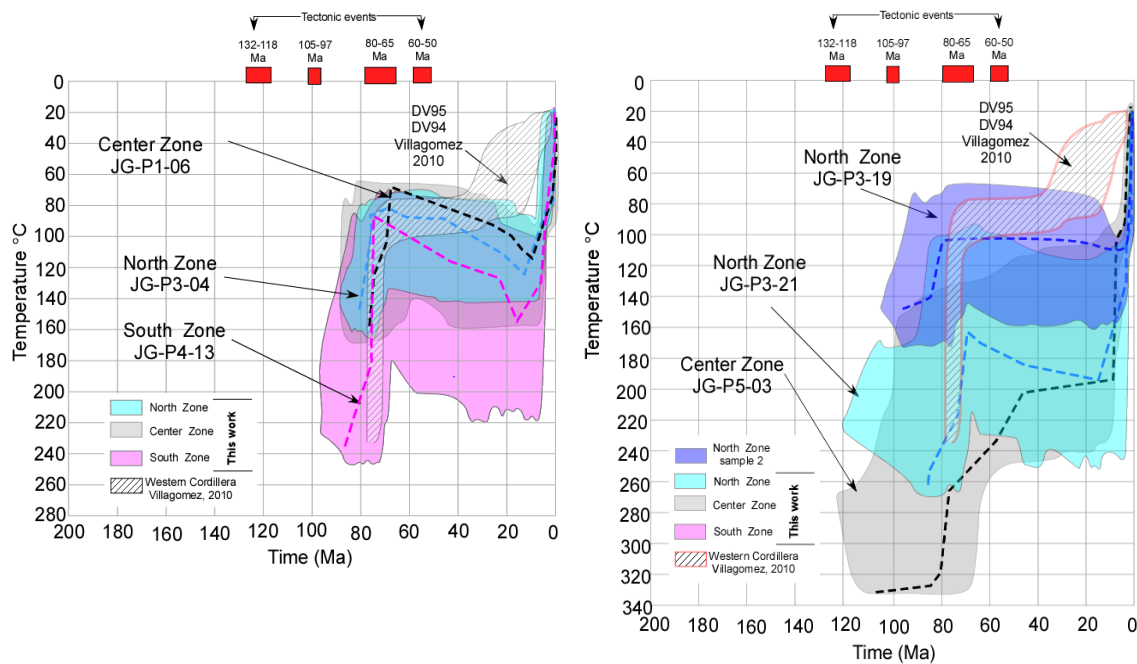 Tectonic events
132-118
Ma
105-97
Ma
80-65
Ma
60-50
Ma
0
20
40
60
80
100
120
140
160
180
200
220
240
260
280
Temperature °C
200 180 160 140 120 100 80 60 40 20 0
Time (Ma)
DV95
DV94
Villagomez
2010
Center Zone
JG-P1-06
North Zone
JG-P3-04
South Zone
JG-P4-13
North Zone
Center Zone
South Zone
This work
Western Cordillera
Villagomez, 2010
Tectonic events
132-118
Ma
105-97
Ma
80-65
Ma
60-50
Ma
0
20
40
60
80
100
120
140
160
180
200
220
240
260
300
320
340
Temperature °C
200 180 160 140 120 100 80 60 40 20 0
Time (Ma)
DV95
DV94
Villagomez
2010
North Zone
JG-P3-19
North Zone
JG-P3-21
Center Zone
JG-P5-03
North Zone
sample 2
North Zone
Center Zone
South Zone
This work
Western Cordillera
Villagomez, 2010